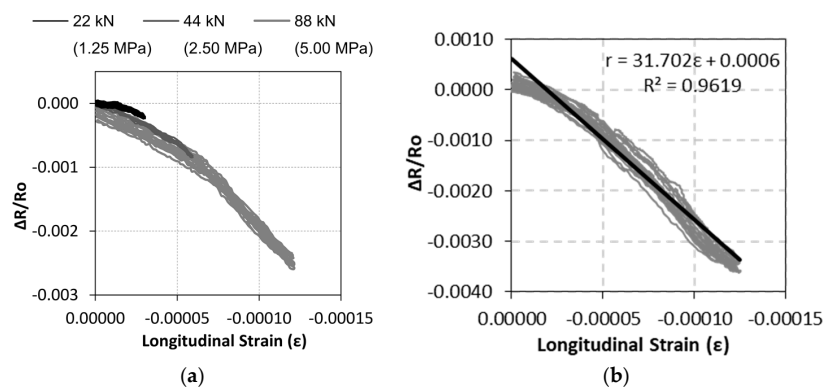 22 kN 44 kN 88 kN
(1.25 MPa) (2.50 MPa) (5.00 MPa)
0.000
-0.001
-0.002
-0.003
ΔR/Ro
0.00000 -0.00005 -0.00010 -0.00015
Longitudinal Strain (ε)
(a)
0.0010
0.0000
-0.0010
-0.0020
-0.0030
-0.0040
ΔR/Ro
r = 31.702ε + 0.0006
R² = 0.9619
0.00000 -0.00005 -0.00010 -0.00015
Longitudinal Strain (ε)
(b)